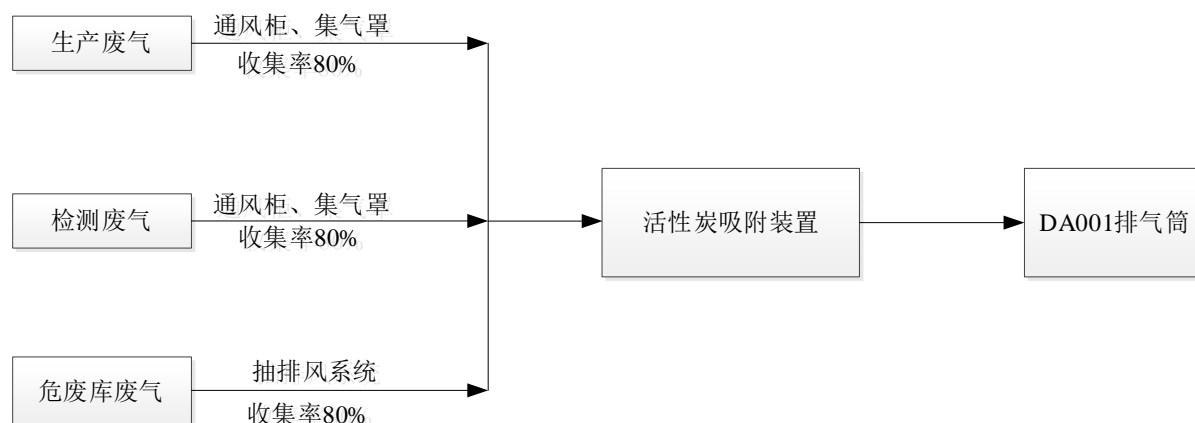 生产废气
通风柜、集气罩
收集率80%
检测废气
通风柜、集气罩
收集率80%
活性炭吸附装置
DA001排气筒
危废库废气
抽排风系统
收集率80%